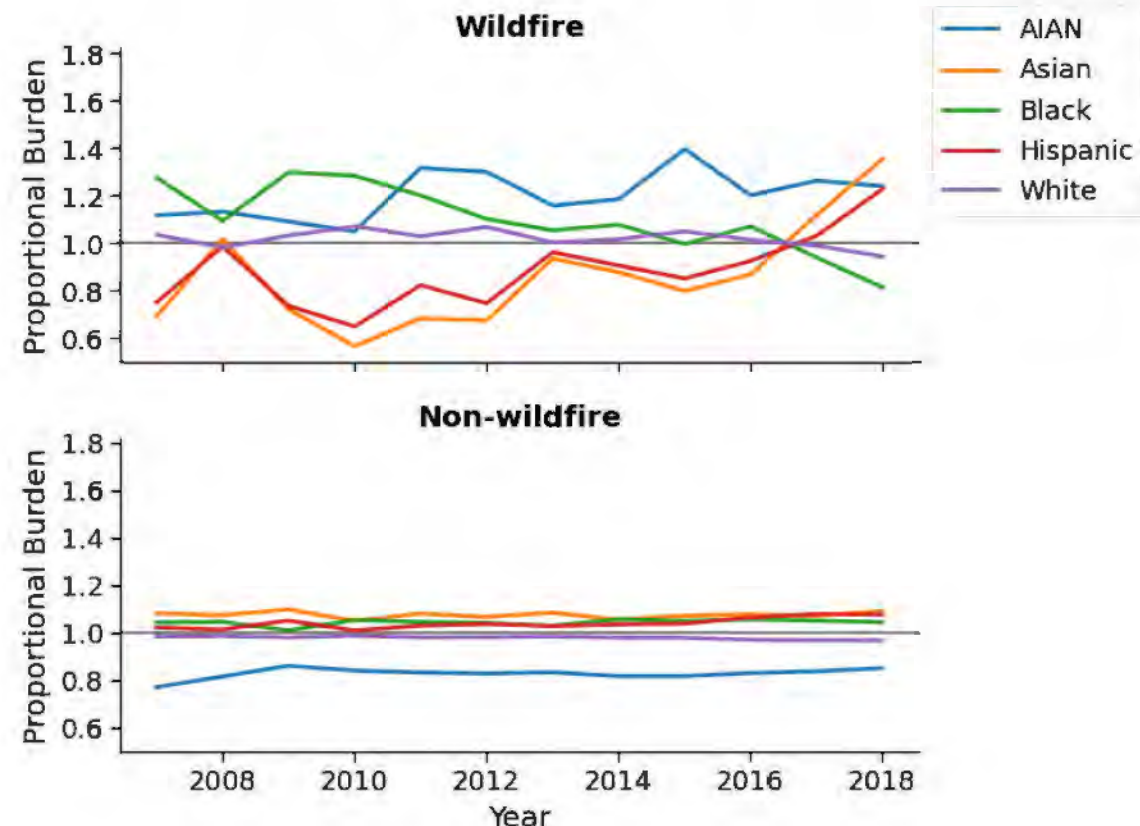 Wildfire
Proportional Burden
1.8
1.6
1.4
1.2
1.0
0.8
0.6
AIAN
Asian
Black
Hispanic
White
Non-wildfire
Proportional Burden
1.8
1.6
1.4
1.2
1.0
0.8
0.6
2008 2010 2012 2014 2016 2018
Year